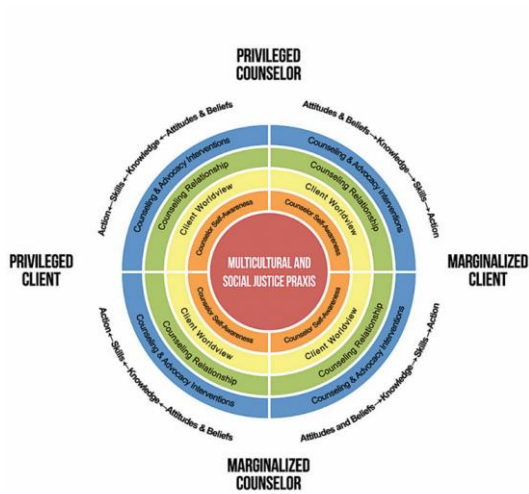 PRIVILEGED
COUNSELOR
Action←Skills←Knowledge←Attitudes & Beliefs
Attitudes & Beliefs→Knowledge→Skills→Action
Counseling & Advocacy Interventions
Counseling & Advocacy Interventions
Counseling Relationship
Counseling Relationship
Client Worldview
Client Worldview
Counselor Self-Awareness
Counselor Self-Awareness
PRIVILEGED
CLIENT
MULTICULTURAL AND
SOCIAL JUSTICE PRAXIS
MARGINALIZED
CLIENT
Counselor Self-Awareness
Counselor Self-Awareness
Client Worldview
Client Worldview
Counseling Relationship
Counseling Relationship
Counseling & Advocacy Interventions
Counseling & Advocacy Interventions
Action←Skills←Knowledge←Attitudes & Beliefs
Attitudes and Beliefs→Knowledge→Skills→Action
MARGINALIZED
COUNSELOR